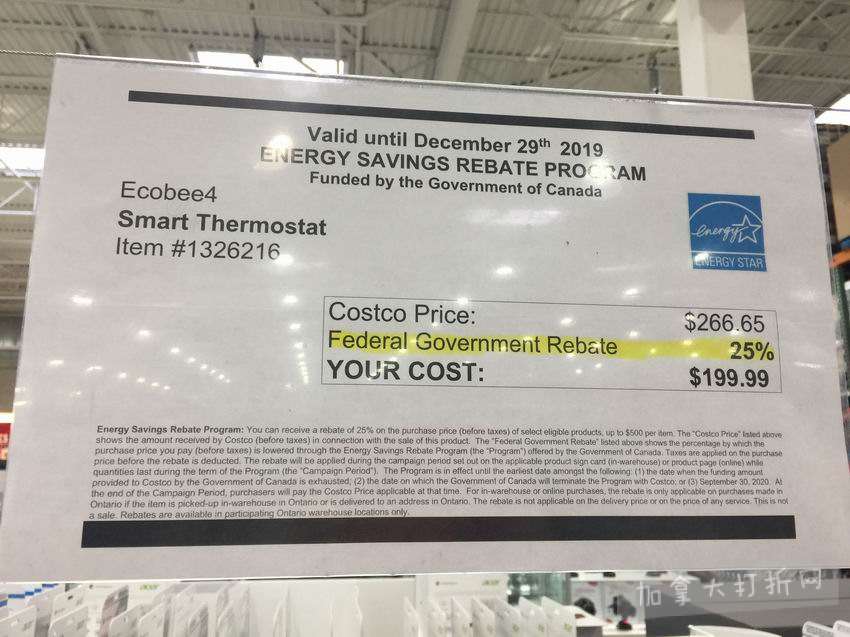 Valid until December 29th 2019
ENERGY SAVINGS REBATE PROGRAM
Funded by the Government of Canada
Ecobee4
Smart Thermostat
Item #1326216
energy
ENERGY STAR
Costco Price: $266.65
Federal Government Rebate 25%
YOUR COST: $199.99
Energy Savings Rebate Program: You can receive a rebate of 25% on the purchase price (before taxes) of select eligible products, up to $500 per item. The "Costco Price" listed above
shows the amount received by Costco (before taxes) in connection with the sale of this product. The "Federal Government Rebate" listed above shows the percentage by which the
purchase price you pay (before taxes) is lowered through the Energy Savings Rebate Program (the "Program") offered by the Government of Canada. Taxes are applied on the purchase
price before the rebate is deducted. The rebate will be applied during the campaign period set out on the applicable product sign card (in-warehouse) or product page (online) while
quantities last during the term of the Program (the "Campaign Period"). The Program is in effect until the earliest date amongst the following: (1) the date when the funding amount
provided to Costco by the Government of Canada is exhausted; (2) the date on which the Government of Canada will terminate the Program with Costco; or (3) September 30, 2020. At
the end of the Campaign Period, purchasers will pay the Costco Price applicable at that time. For in-warehouse or online purchases, the rebate is only applicable on purchases made in
Ontario if the item is picked-up in-warehouse in Ontario or is delivered to an address in Ontario. The rebate is not applicable on the delivery price or on the price of any service. This is not
a sale. Rebates are available in participating Ontario warehouse locations only.
acer
acer
加拿大打折网